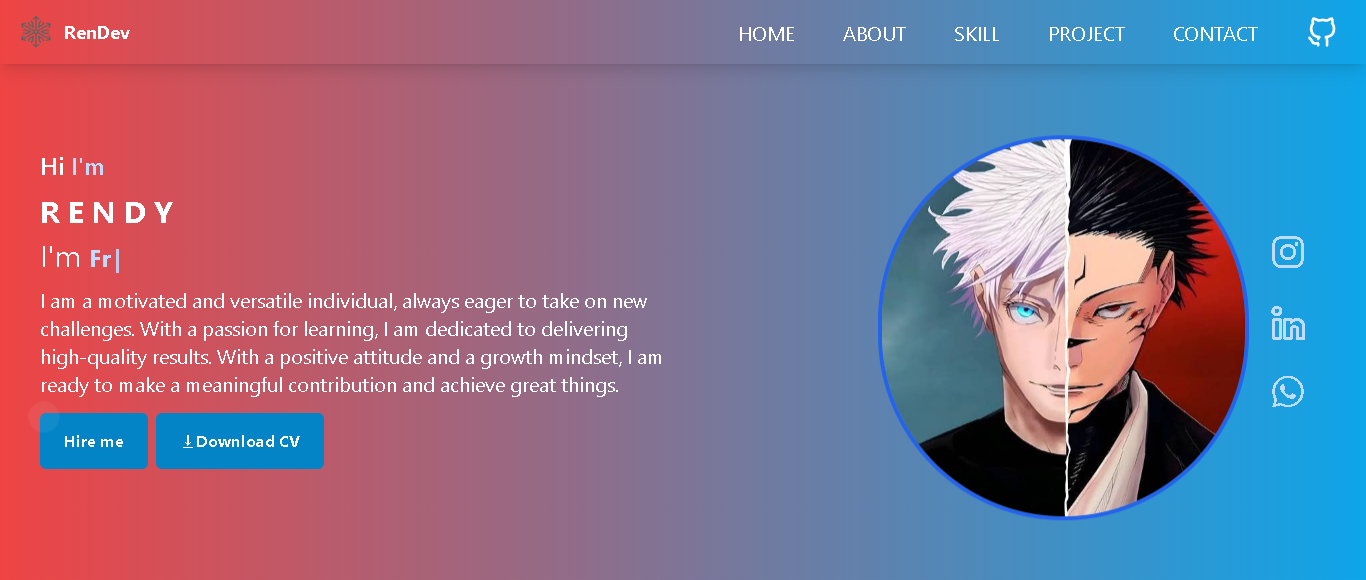 RenDev
HOME ABOUT SKILL PROJECT CONTACT
Hi I'm
RENDY
I'm Fr|
I am a motivated and versatile individual, always eager to take on new
challenges. With a passion for learning, I am dedicated to delivering
high-quality results. With a positive attitude and a growth mindset, I am
ready to make a meaningful contribution and achieve great things.
Hire me
Download CV
in